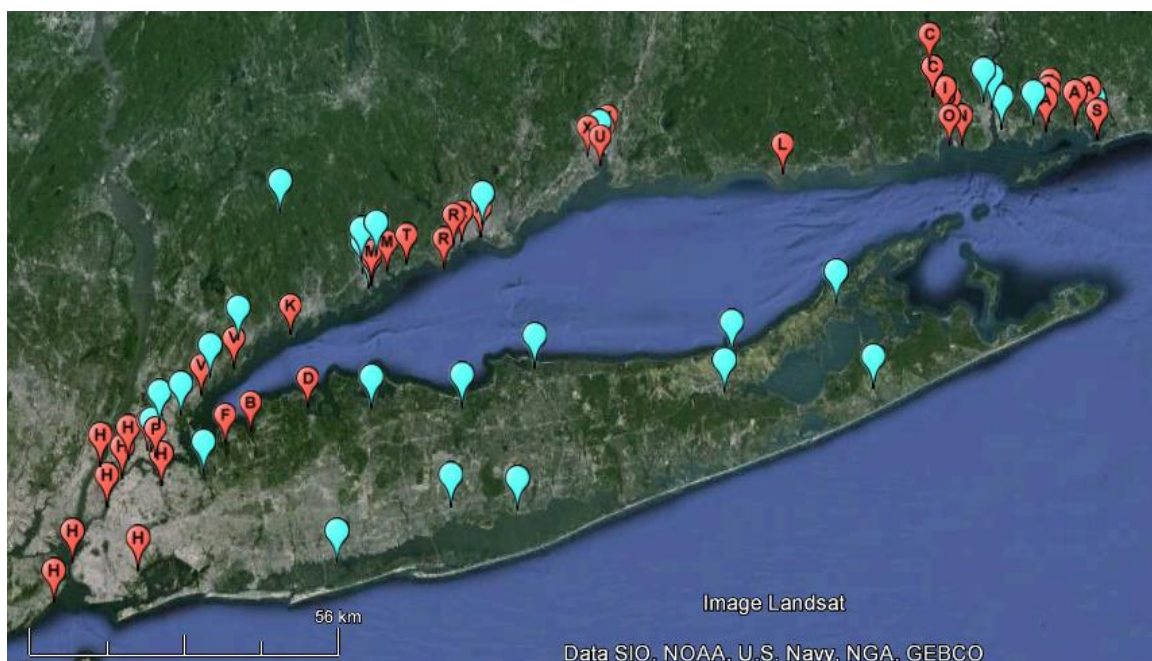 C
C
I
N
O
A
A
A
A
S
L
X
U
R
R
T
M
M
K
V
V
D
B
F
H
H
H
P
H
H
H
H
H
56 km
Image Landsat
Data SIO, NOAA, U.S. Navy, NGA, GEBCO